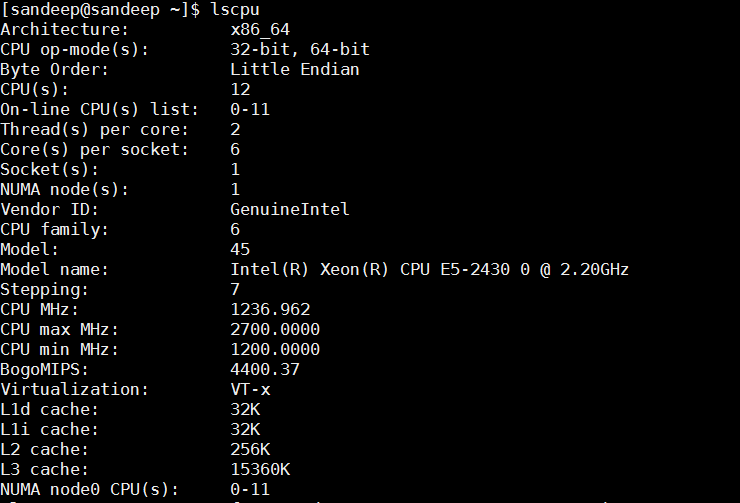 [sandeep@sandeep ~]$ lscpu
Architecture: x86_64
CPU op-mode(s): 32-bit, 64-bit
Byte Order: Little Endian
CPU(s): 12
On-line CPU(s) list: 0-11
Thread(s) per core: 2
Core(s) per socket: 6
Socket(s): 1
NUMA node(s): 1
Vendor ID: GenuineIntel
CPU family: 6
Model: 45
Model name: Intel(R) Xeon(R) CPU E5-2430 0 @ 2.20GHz
Stepping: 7
CPU MHz: 1236.962
CPU max MHz: 2700.0000
CPU min MHz: 1200.0000
BogoMIPS: 4400.37
Virtualization: VT-x
L1d cache: 32K
L1i cache: 32K
L2 cache: 256K
L3 cache: 15360K
NUMA node0 CPU(s): 0-11